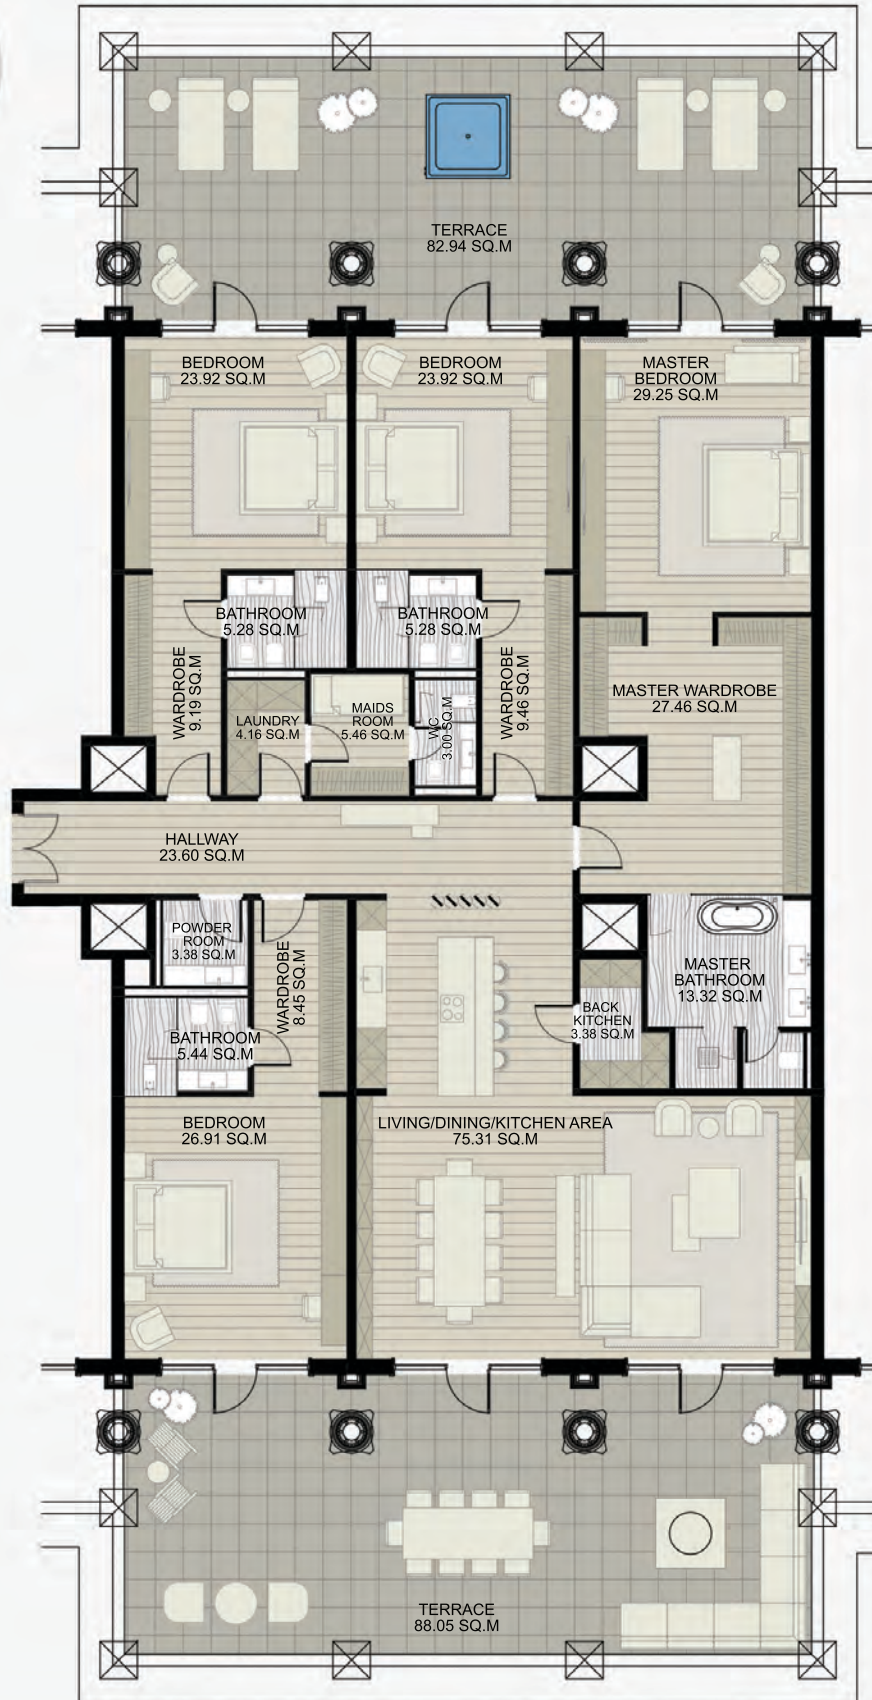 TERRACE
82.94 SQ.M
BEDROOM
23.92 SQ.M
BEDROOM
23.92 SQ.M
MASTER
BEDROOM
29.25 SQ.M
BATHROOM
5.28 SQ.M
BATHROOM
5.28 SQ.M
WARDROBE
9.19 SQ.M
LAUNDRY
4.16 SQ.M
MAIDS
ROOM
5.46 SQ.M
WC
3.00 SQ.M
WARDROBE
9.46 SQ.M
MASTER WARDROBE
27.46 SQ.M
HALLWAY
23.60 SQ.M
POWDER
ROOM
3.38 SQ.M
WARDROBE
8.45 SQ.M
MASTER
BATHROOM
13.32 SQ.M
BACK
KITCHEN
3.38 SQ.M
BATHROOM
5.44 SQ.M
BEDROOM
26.91 SQ.M
LIVING/DINING/KITCHEN AREA
75.31 SQ.M
TERRACE
88.05 SQ.M